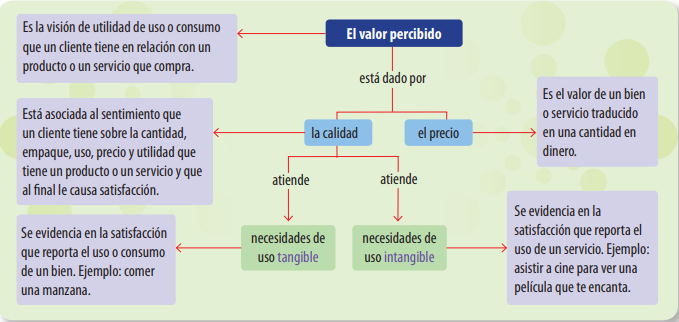 El valor percibido
Es la visión de utilidad de uso o consumo
que un cliente tiene en relación con un
producto o un servicio que compra.
está dado por
la calidad
el precio
Está asociada al sentimiento que
un cliente tiene sobre la cantidad,
empaque, uso, precio y utilidad que
tiene un producto o un servicio y que
al final le causa satisfacción.
Es el valor de un bien
o servicio traducido
en una cantidad en
dinero.
atiende
atiende
necesidades de
uso tangible
necesidades de
uso intangible
Se evidencia en la satisfacción
que reporta el uso o consumo
de un bien. Ejemplo: comer
una manzana.
Se evidencia en la
satisfacción que reporta el
uso de un servicio. Ejemplo:
asistir a cine para ver una
película que te encanta.